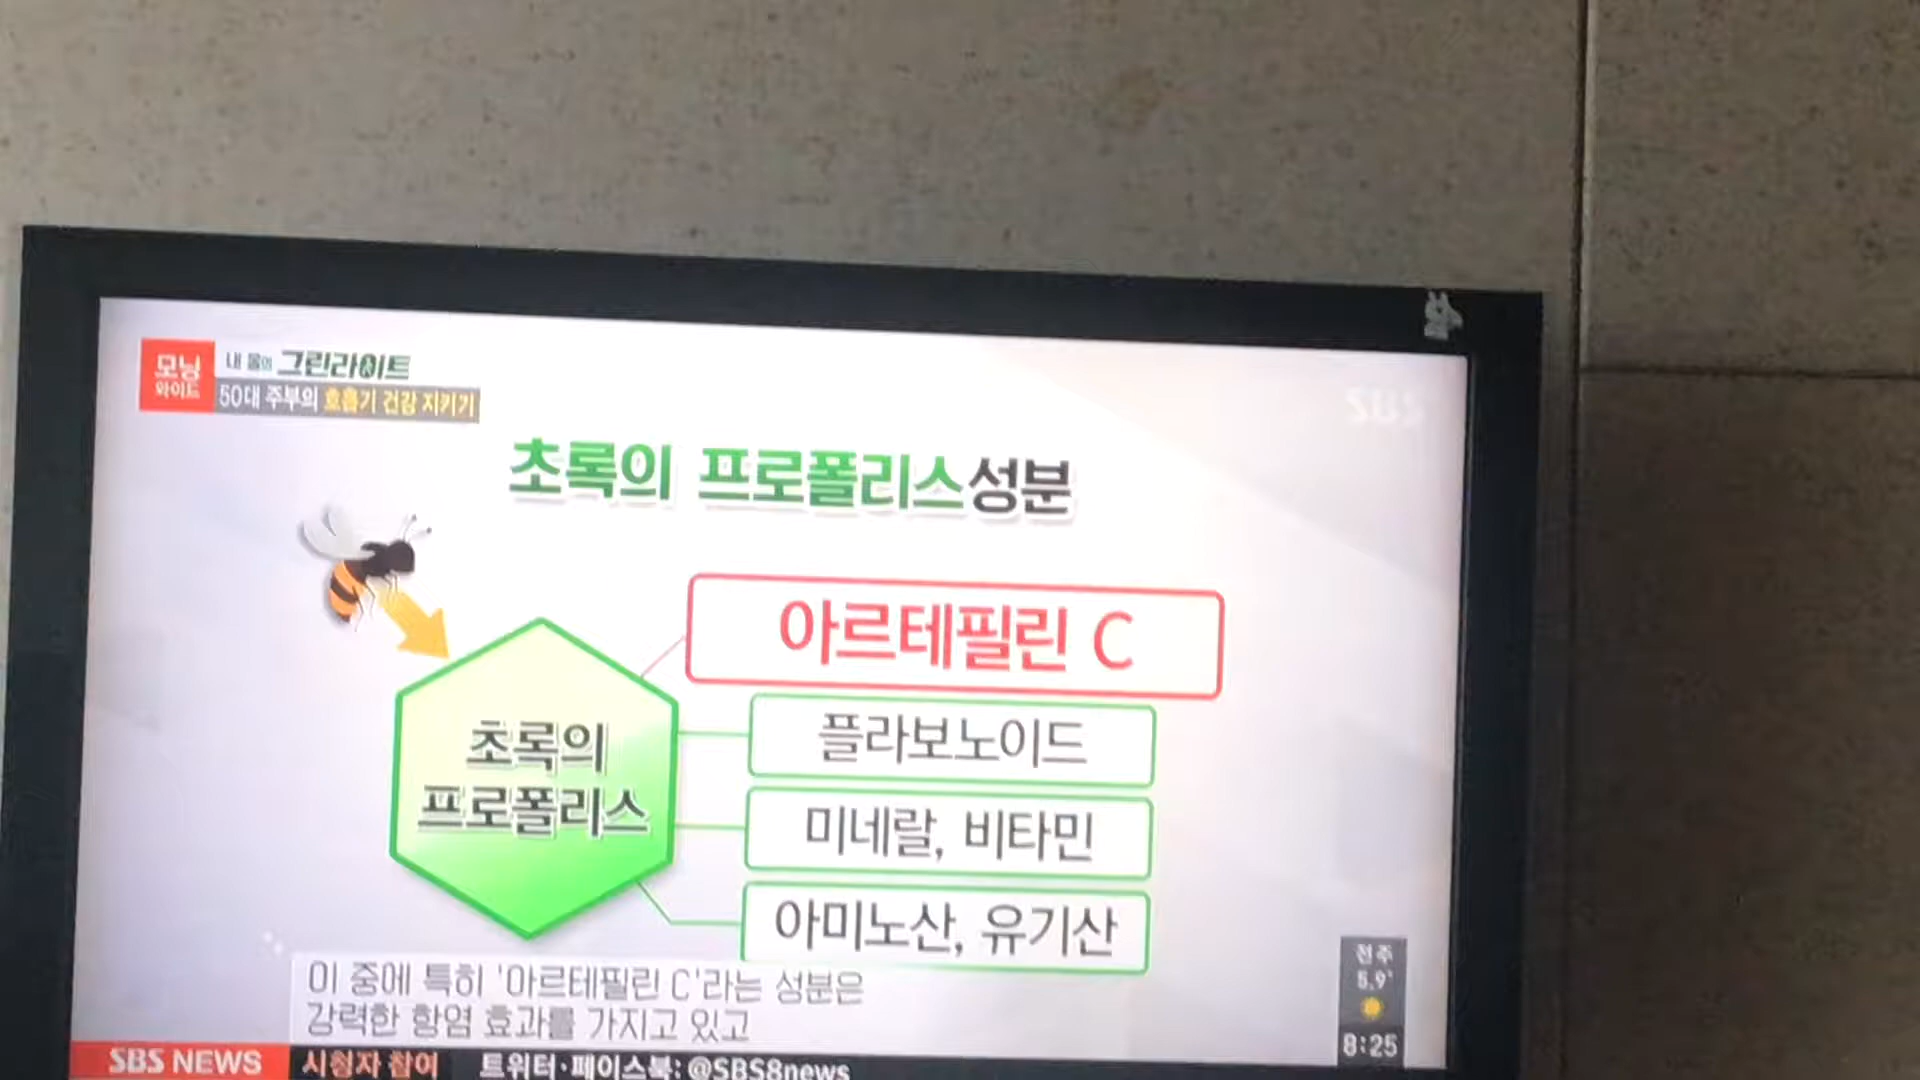 모닝
와이드
내 몸의 그린라이트
50대 주부의 호흡기 건강 지키기
SBS
초록의 프로폴리스성분
아르테필린 C
초록의
프로폴리스
플라보노이드
미네랄, 비타민
아미노산, 유기산
이 중에 특히 '아르테필린 C'라는 성분은
강력한 항염 효과를 가지고 있고
전주
5.9°
8:25
SBS NEWS
시청자 참여
트위터·페이스북: @SBS8news